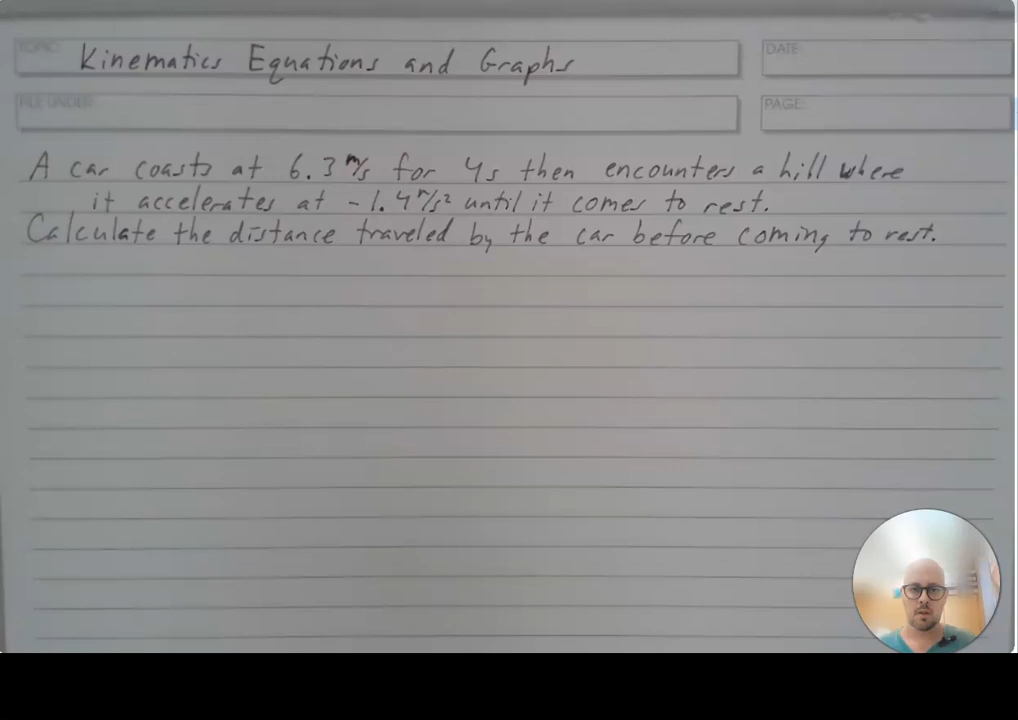 TOPIC: Kinematics Equations and Graphs
DATE:
FILE UNDER:
PAGE:
A car coasts at 6.3 m/s for 4s then encounters a hill where
it accelerates at -1.4 m/s² until it comes to rest.
Calculate the distance traveled by the car before coming to rest.